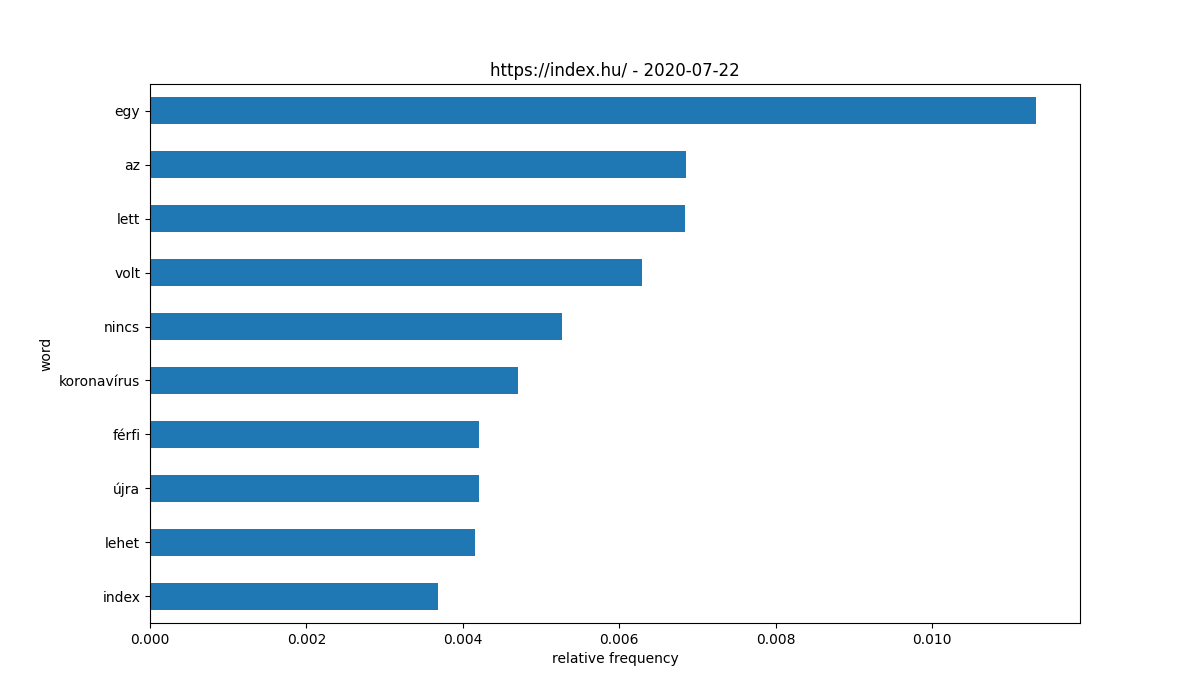 https://index.hu/ - 2020-07-22
word
egy
az
lett
volt
nincs
koronavírus
férfi
újra
lehet
index
0.000 0.002 0.004 0.006 0.008 0.010
relative frequency